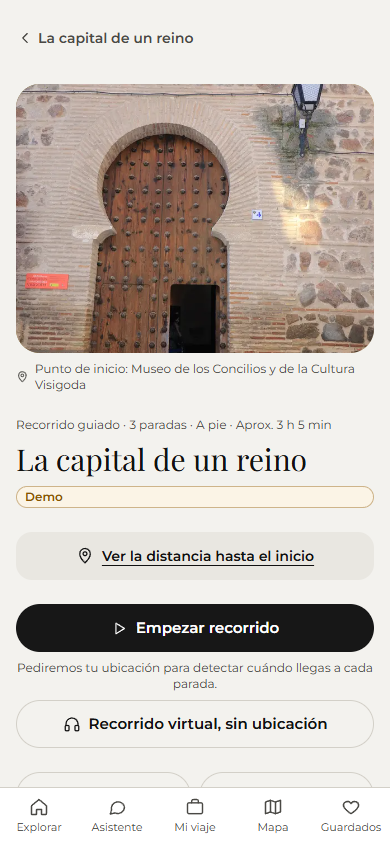 La capital de un reino
Punto de inicio: Museo de los Concilios y de la Cultura
Visigoda
Recorrido guiado · 3 paradas · A pie · Aprox. 3 h 5 min
La capital de un reino
Demo
Ver la distancia hasta el inicio
Empezar recorrido
Pediremos tu ubicación para detectar cuándo llegas a cada
parada.
Recorrido virtual, sin ubicación
Explorar
Asistente
Mi viaje
Mapa
Guardados